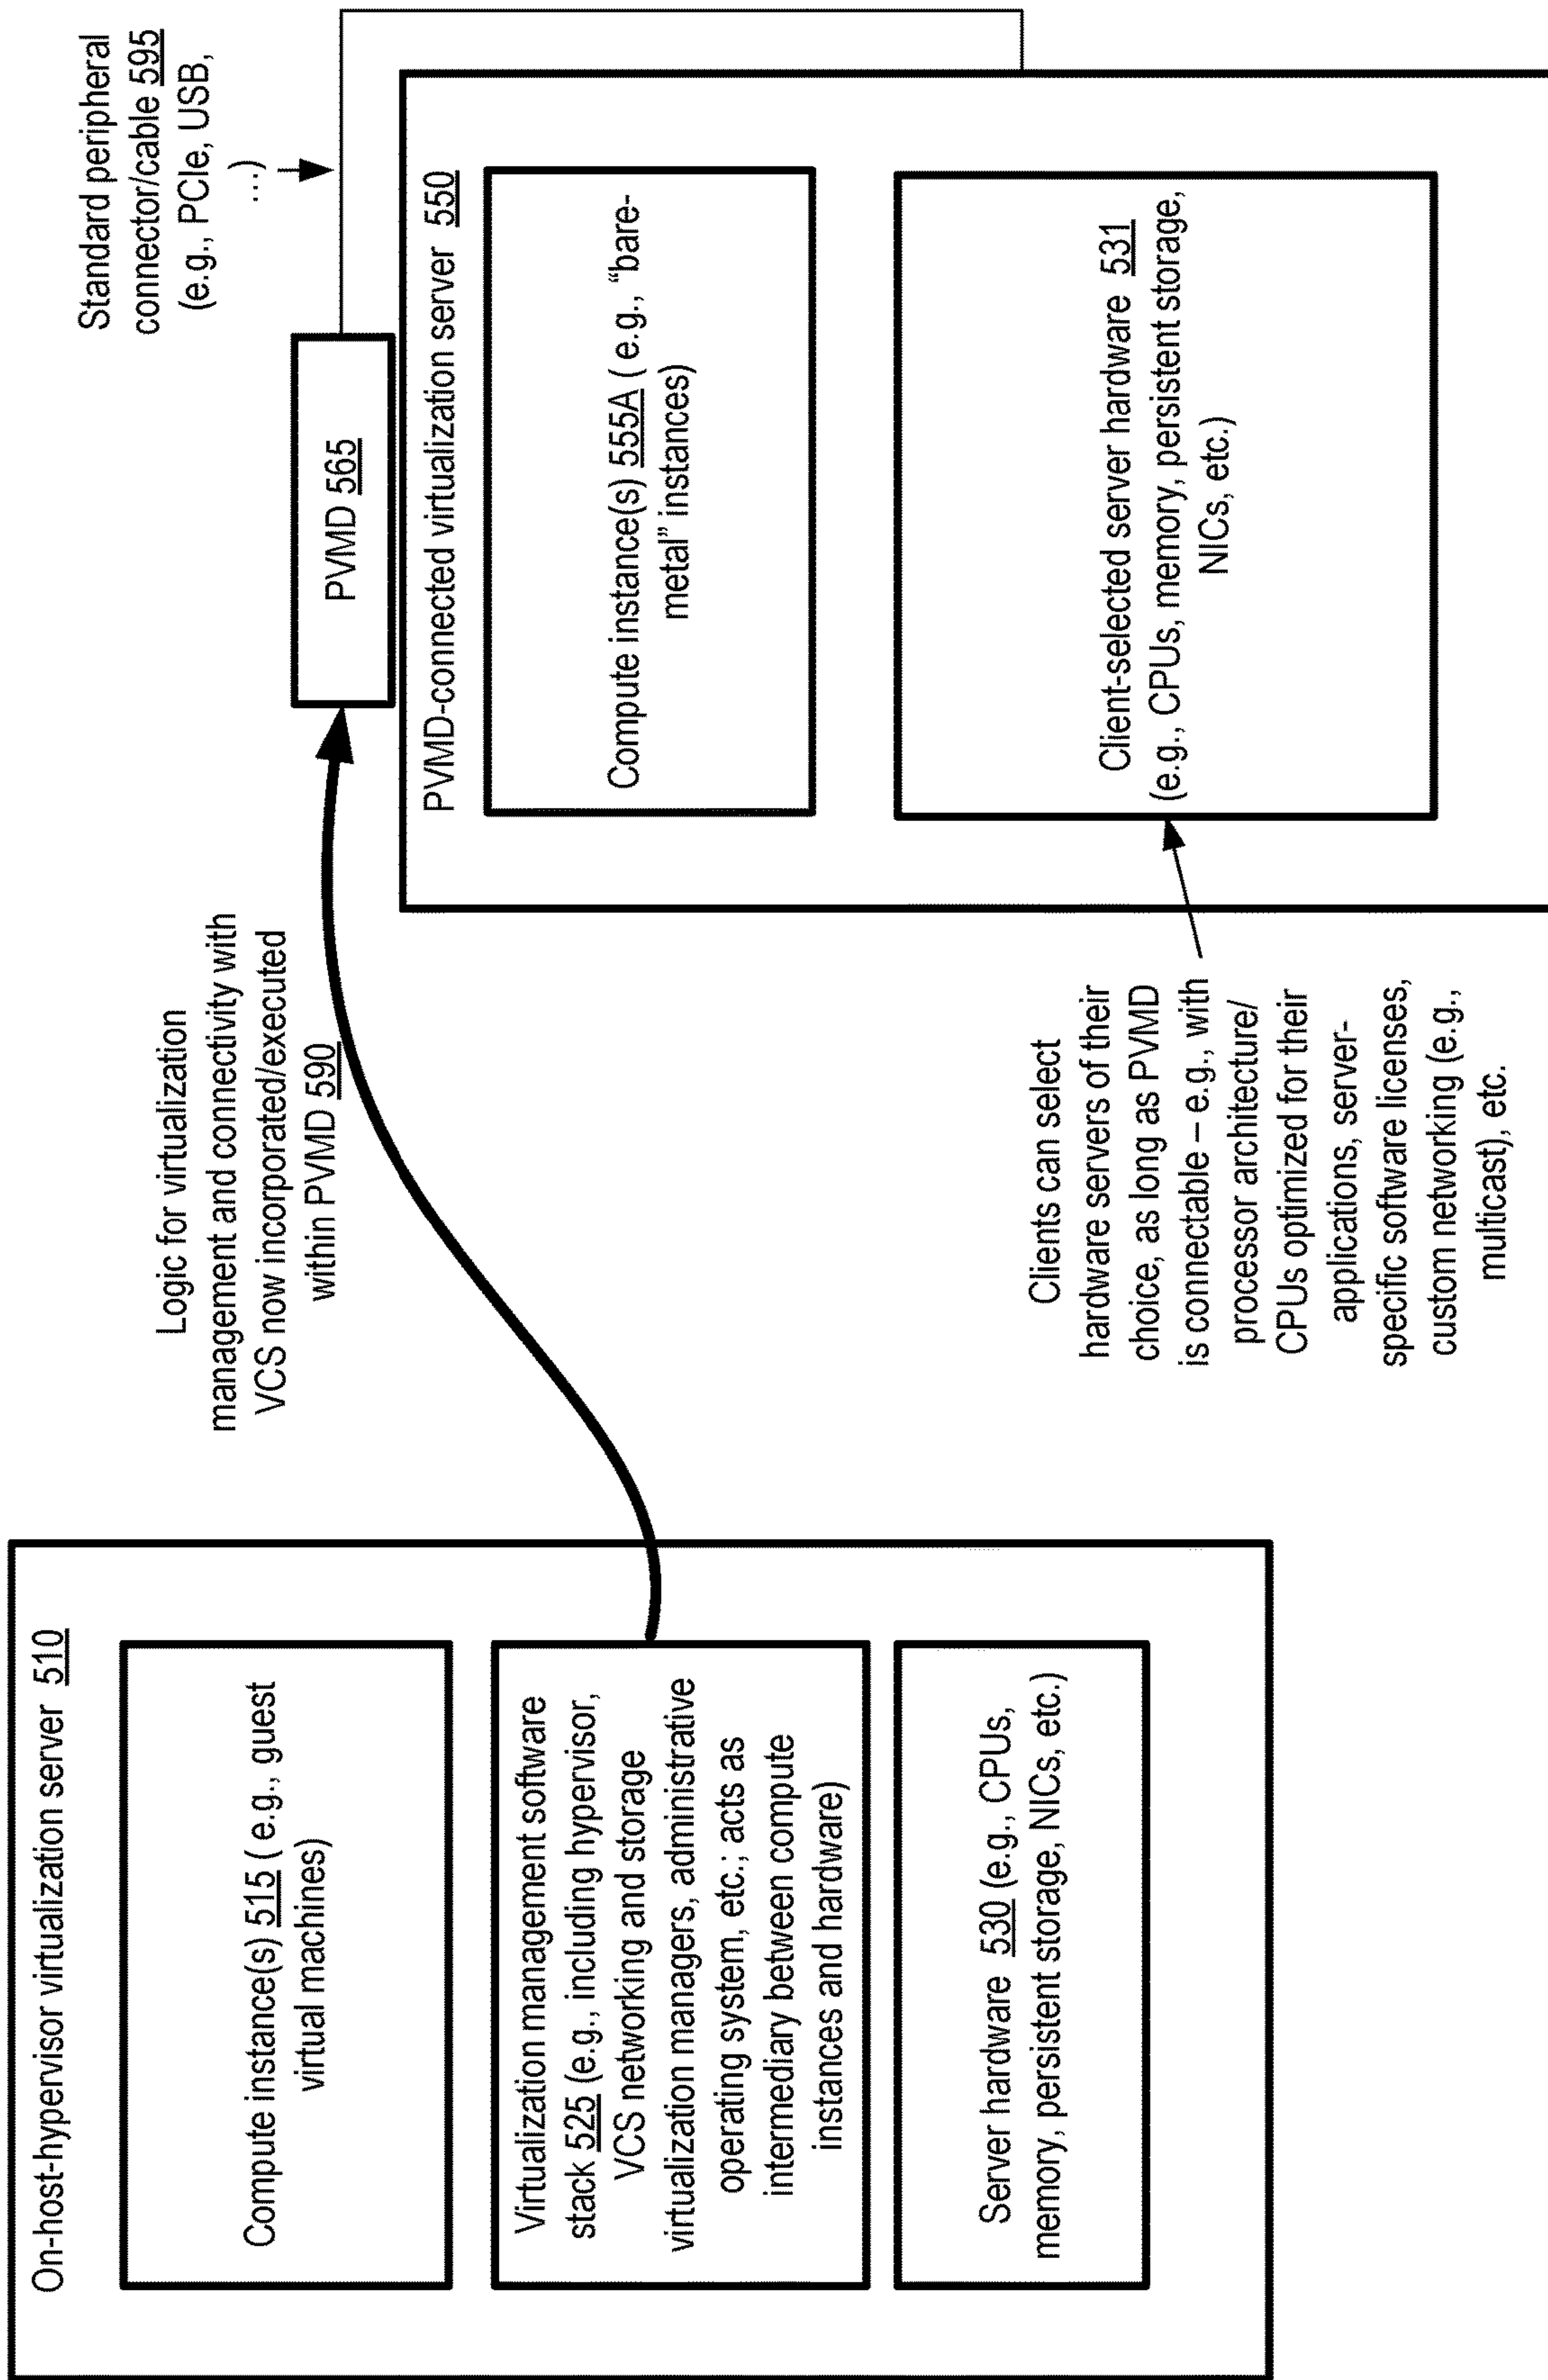 On-host-hypervisor virtualization server 510
Compute instance(s) 515 ( e.g., guest
virtual machines)
Virtualization management software
stack 525 (e.g., including hypervisor,
VCS networking and storage
virtualization managers, administrative
operating system, etc.; acts as
intermediary between compute
instances and hardware)
Server hardware 530 (e.g., CPUs,
memory, persistent storage, NICs, etc.)
Logic for virtualization
management and connectivity with
VCS now incorporated/executed
within PVMD 590
Standard peripheral
connector/cable 595
(e.g., PCIe, USB,
…)
PVMD 565
PVMD-connected virtualization server 550
Compute instance(s) 555A ( e.g., “bare-
metal” instances)
Client-selected server hardware 531
(e.g., CPUs, memory, persistent storage,
NICs, etc.)
Clients can select
hardware servers of their
choice, as long as PVMD
is connectable – e.g., with
processor architecture/
CPUs optimized for their
applications, server-
specific software licenses,
custom networking (e.g.,
multicast), etc.